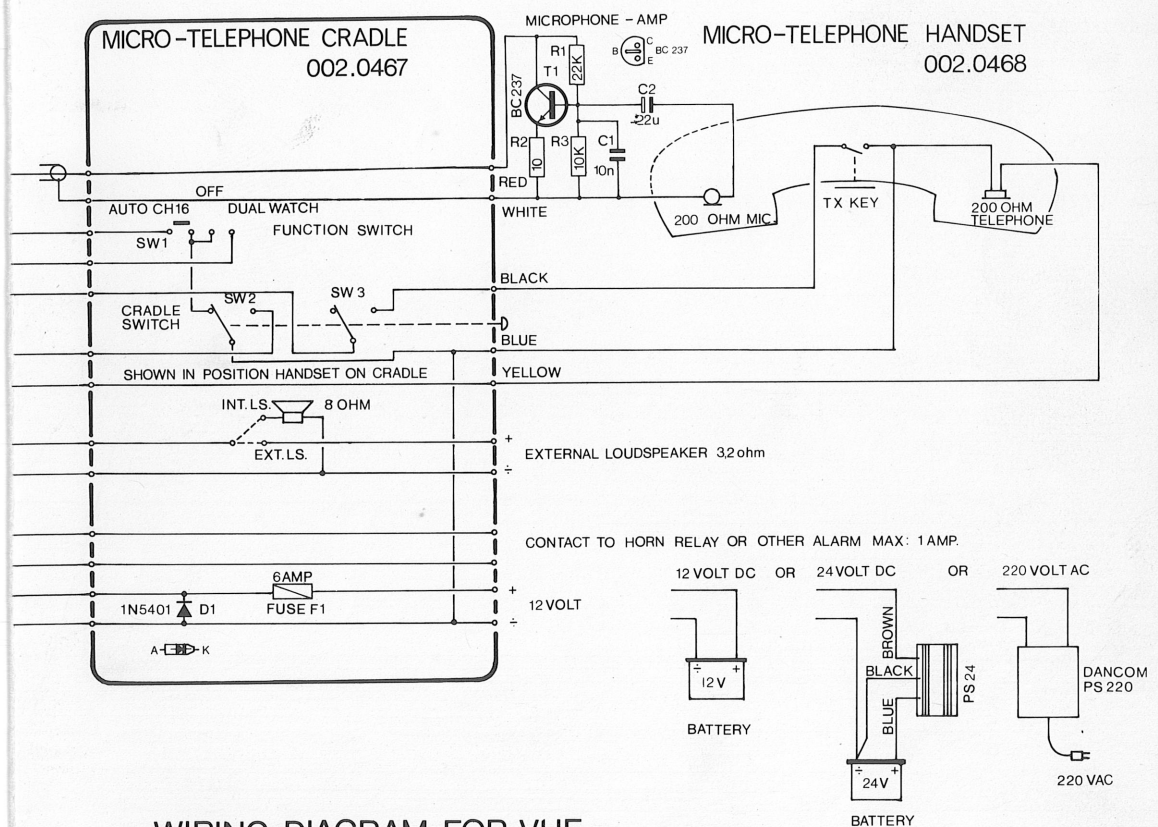 MICROPHONE - AMP
MICRO-TELEPHONE CRADLE
002.0467
MICRO-TELEPHONE HANDSET
002.0468
R1
22K
T1
BC237
B
C
E
BC 237
C2
22u
R2
10
R3
10K
C1
10n
RED
WHITE
OFF
AUTO CH16
DUAL WATCH
SW1
FUNCTION SWITCH
200 OHM MIC.
TX KEY
200 OHM
TELEPHONE
BLACK
SW2
SW3
CRADLE
SWITCH
BLUE
SHOWN IN POSITION HANDSET ON CRADLE
YELLOW
INT.LS.
8 OHM
EXT.LS.
+
÷
EXTERNAL LOUDSPEAKER 3,2 ohm
CONTACT TO HORN RELAY OR OTHER ALARM MAX: 1 AMP.
6AMP
FUSE F1
1N5401
D1
+
÷
12 VOLT
A
K
12 VOLT DC OR 24 VOLT DC OR 220 VOLT AC
÷ +
12 V
BATTERY
BROWN
BLACK
BLUE
PS 24
÷ +
24V
BATTERY
DANCOM
PS 220
220 VAC
WIRING DIAGRAM FOR VHF